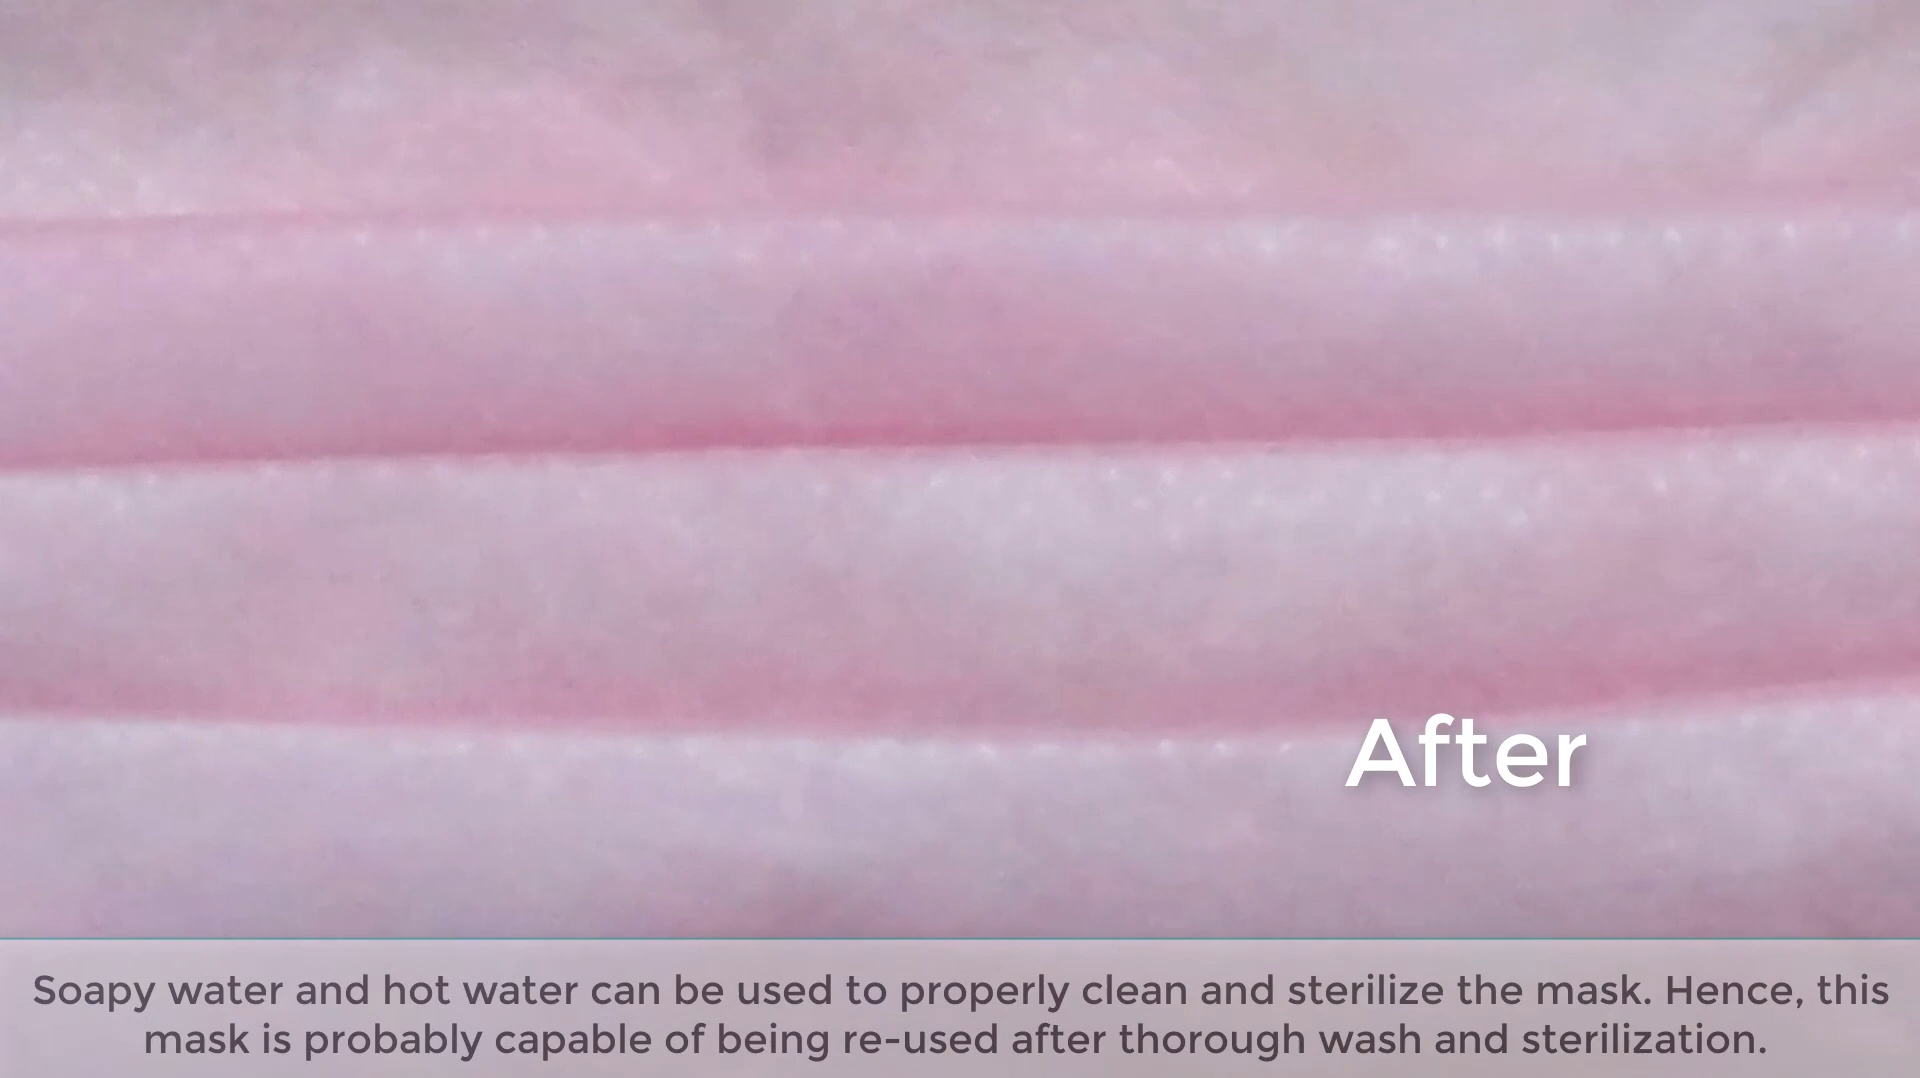 After
Soapy water and hot water can be used to properly clean and sterilize the mask. Hence, this
mask is probably capable of being re-used after thorough wash and sterilization.